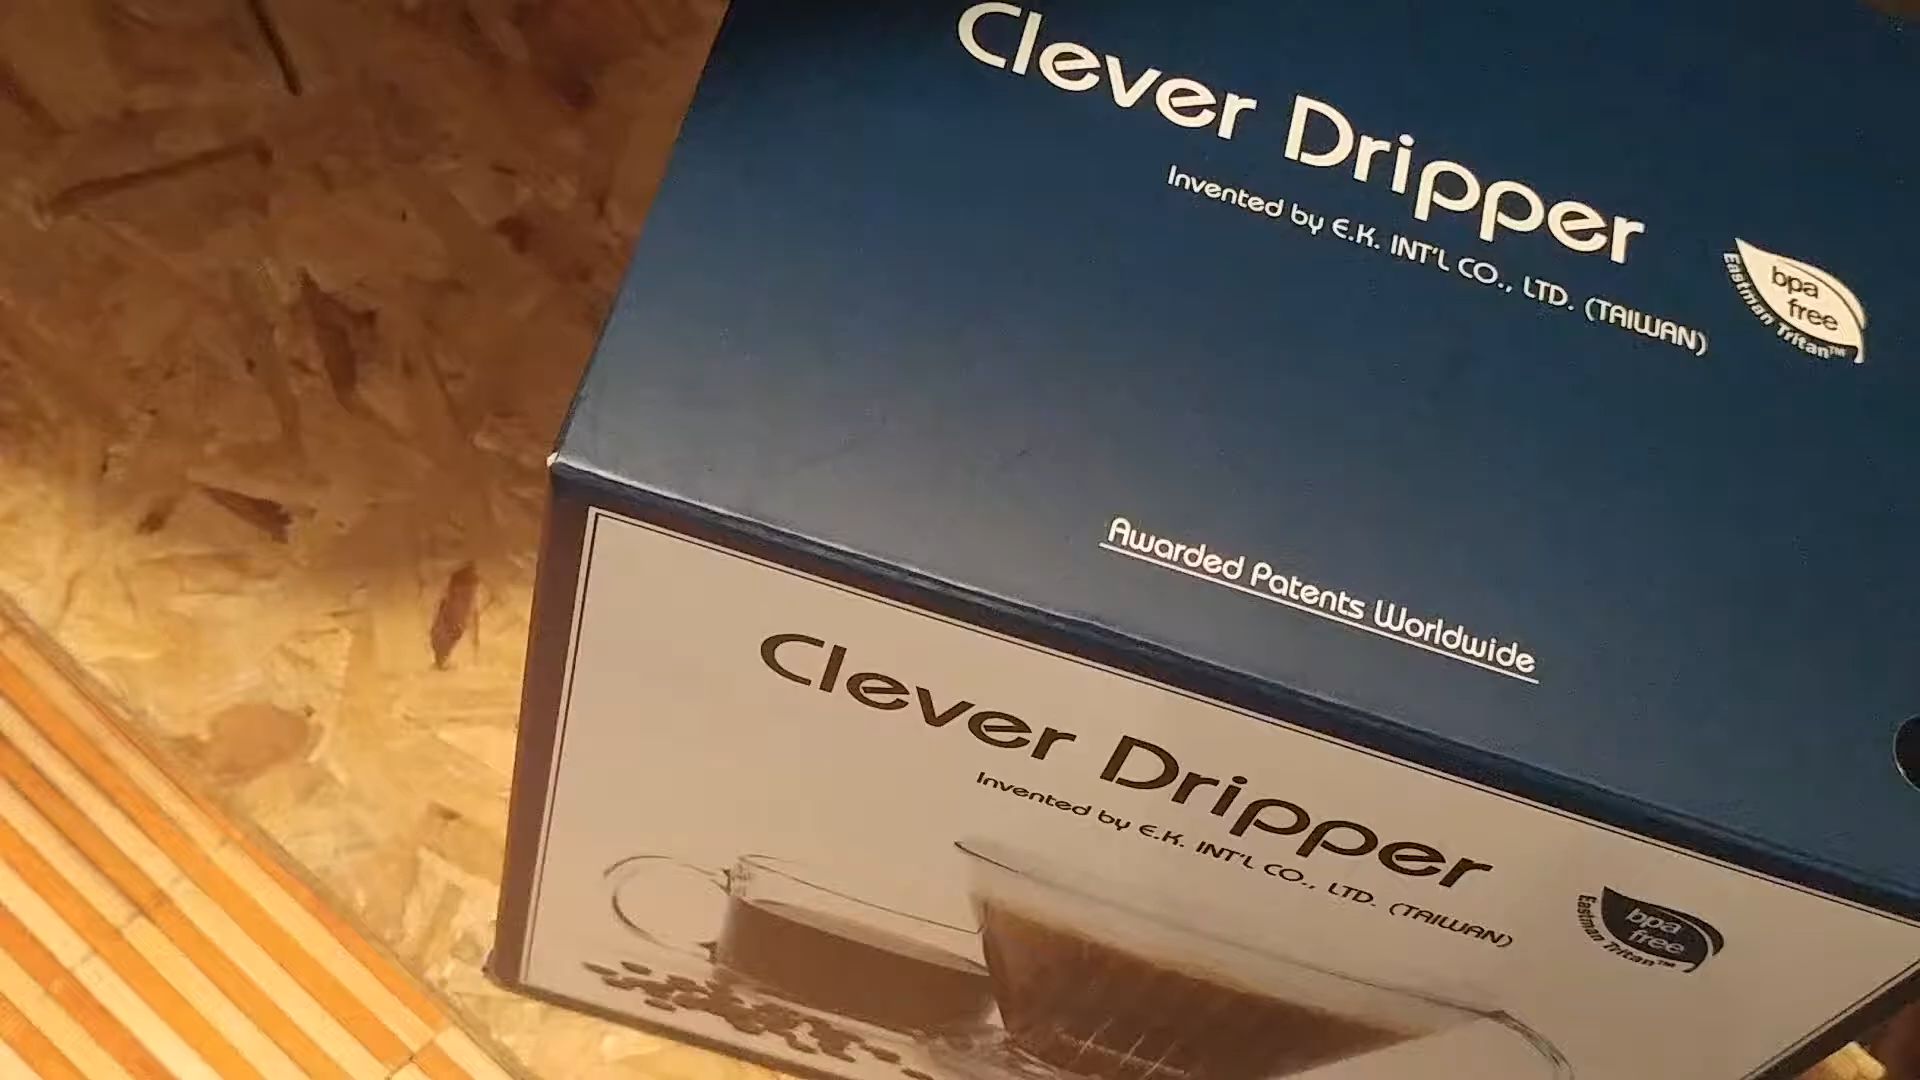 Clever Dripper
Invented by E.K. INT'L CO., LTD. (TAIWAN)
bpa
free
Eastman Tritan™
Awarded Patents Worldwide
Clever Dripper
Invented by E.K. INT'L CO., LTD. (TAIWAN)
bpa
free
Eastman Tritan™